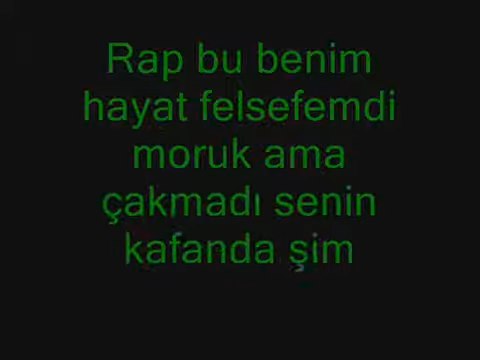 Rap bu benim
hayat felsefemdi
moruk ama
çakmadı senin
kafanda şim